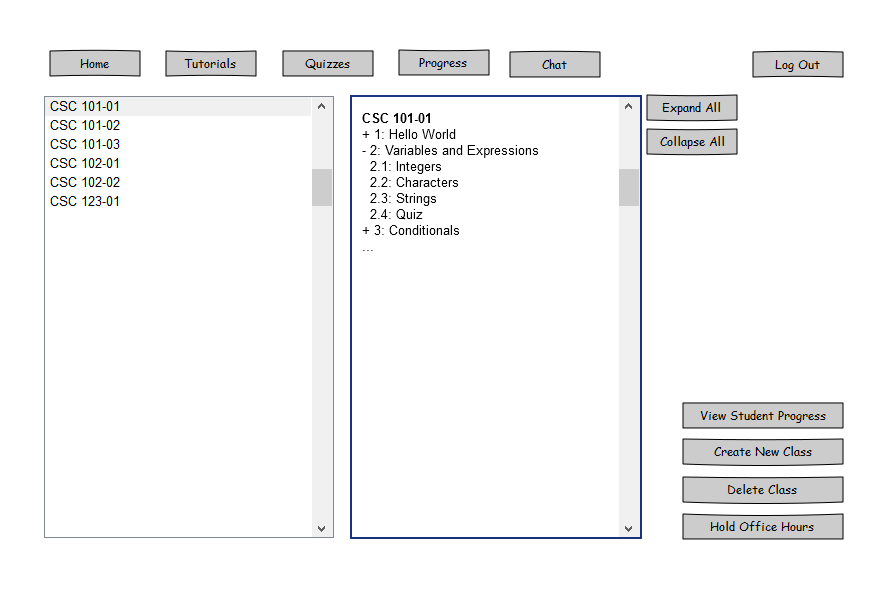 Home
Tutorials
Quizzes
Progress
Chat
Log Out
CSC 101-01
CSC 101-02
CSC 101-03
CSC 102-01
CSC 102-02
CSC 123-01
CSC 101-01
+ 1: Hello World
- 2: Variables and Expressions
2.1: Integers
2.2: Characters
2.3: Strings
2.4: Quiz
+ 3: Conditionals
...
Expand All
Collapse All
View Student Progress
Create New Class
Delete Class
Hold Office Hours